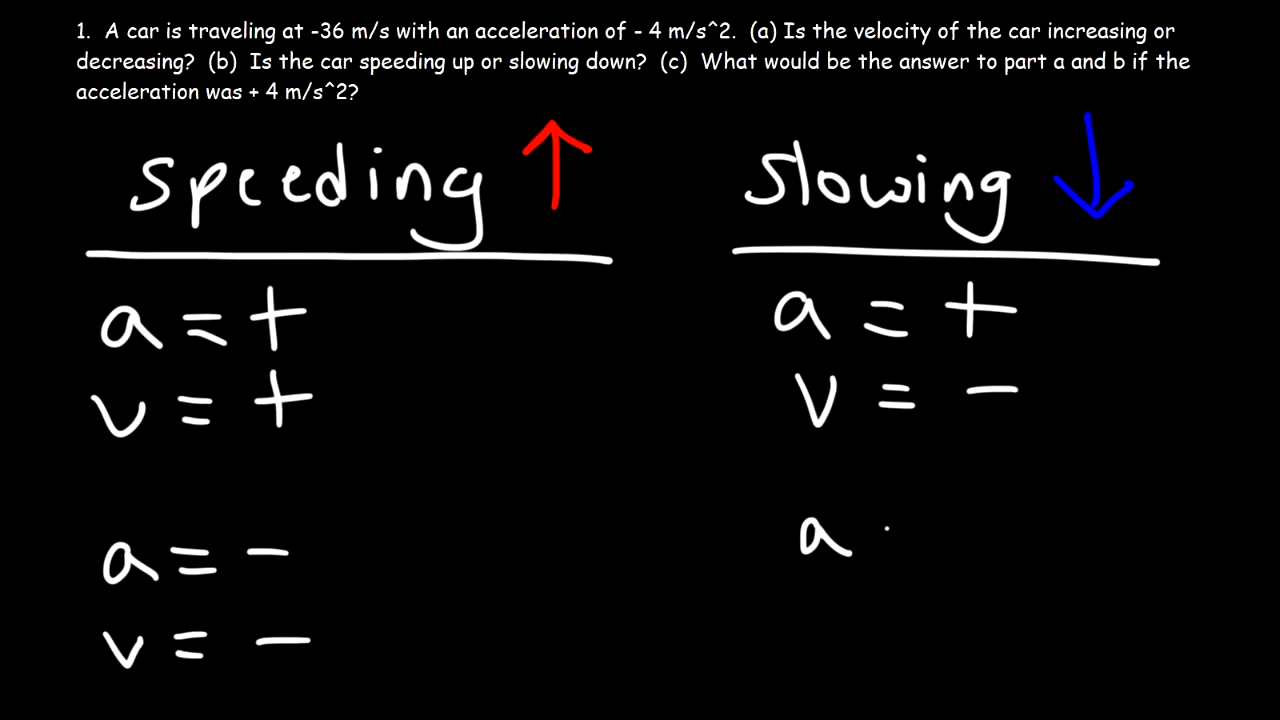 1. A car is traveling at -36 m/s with an acceleration of - 4 m/s^2. (a) Is the velocity of the car increasing or
decreasing? (b) Is the car speeding up or slowing down? (c) What would be the answer to part a and b if the
acceleration was + 4 m/s^2?
speeding ↑
slowing ↓
a = +
v = +
a = -
v = -
a = +
v = -
a